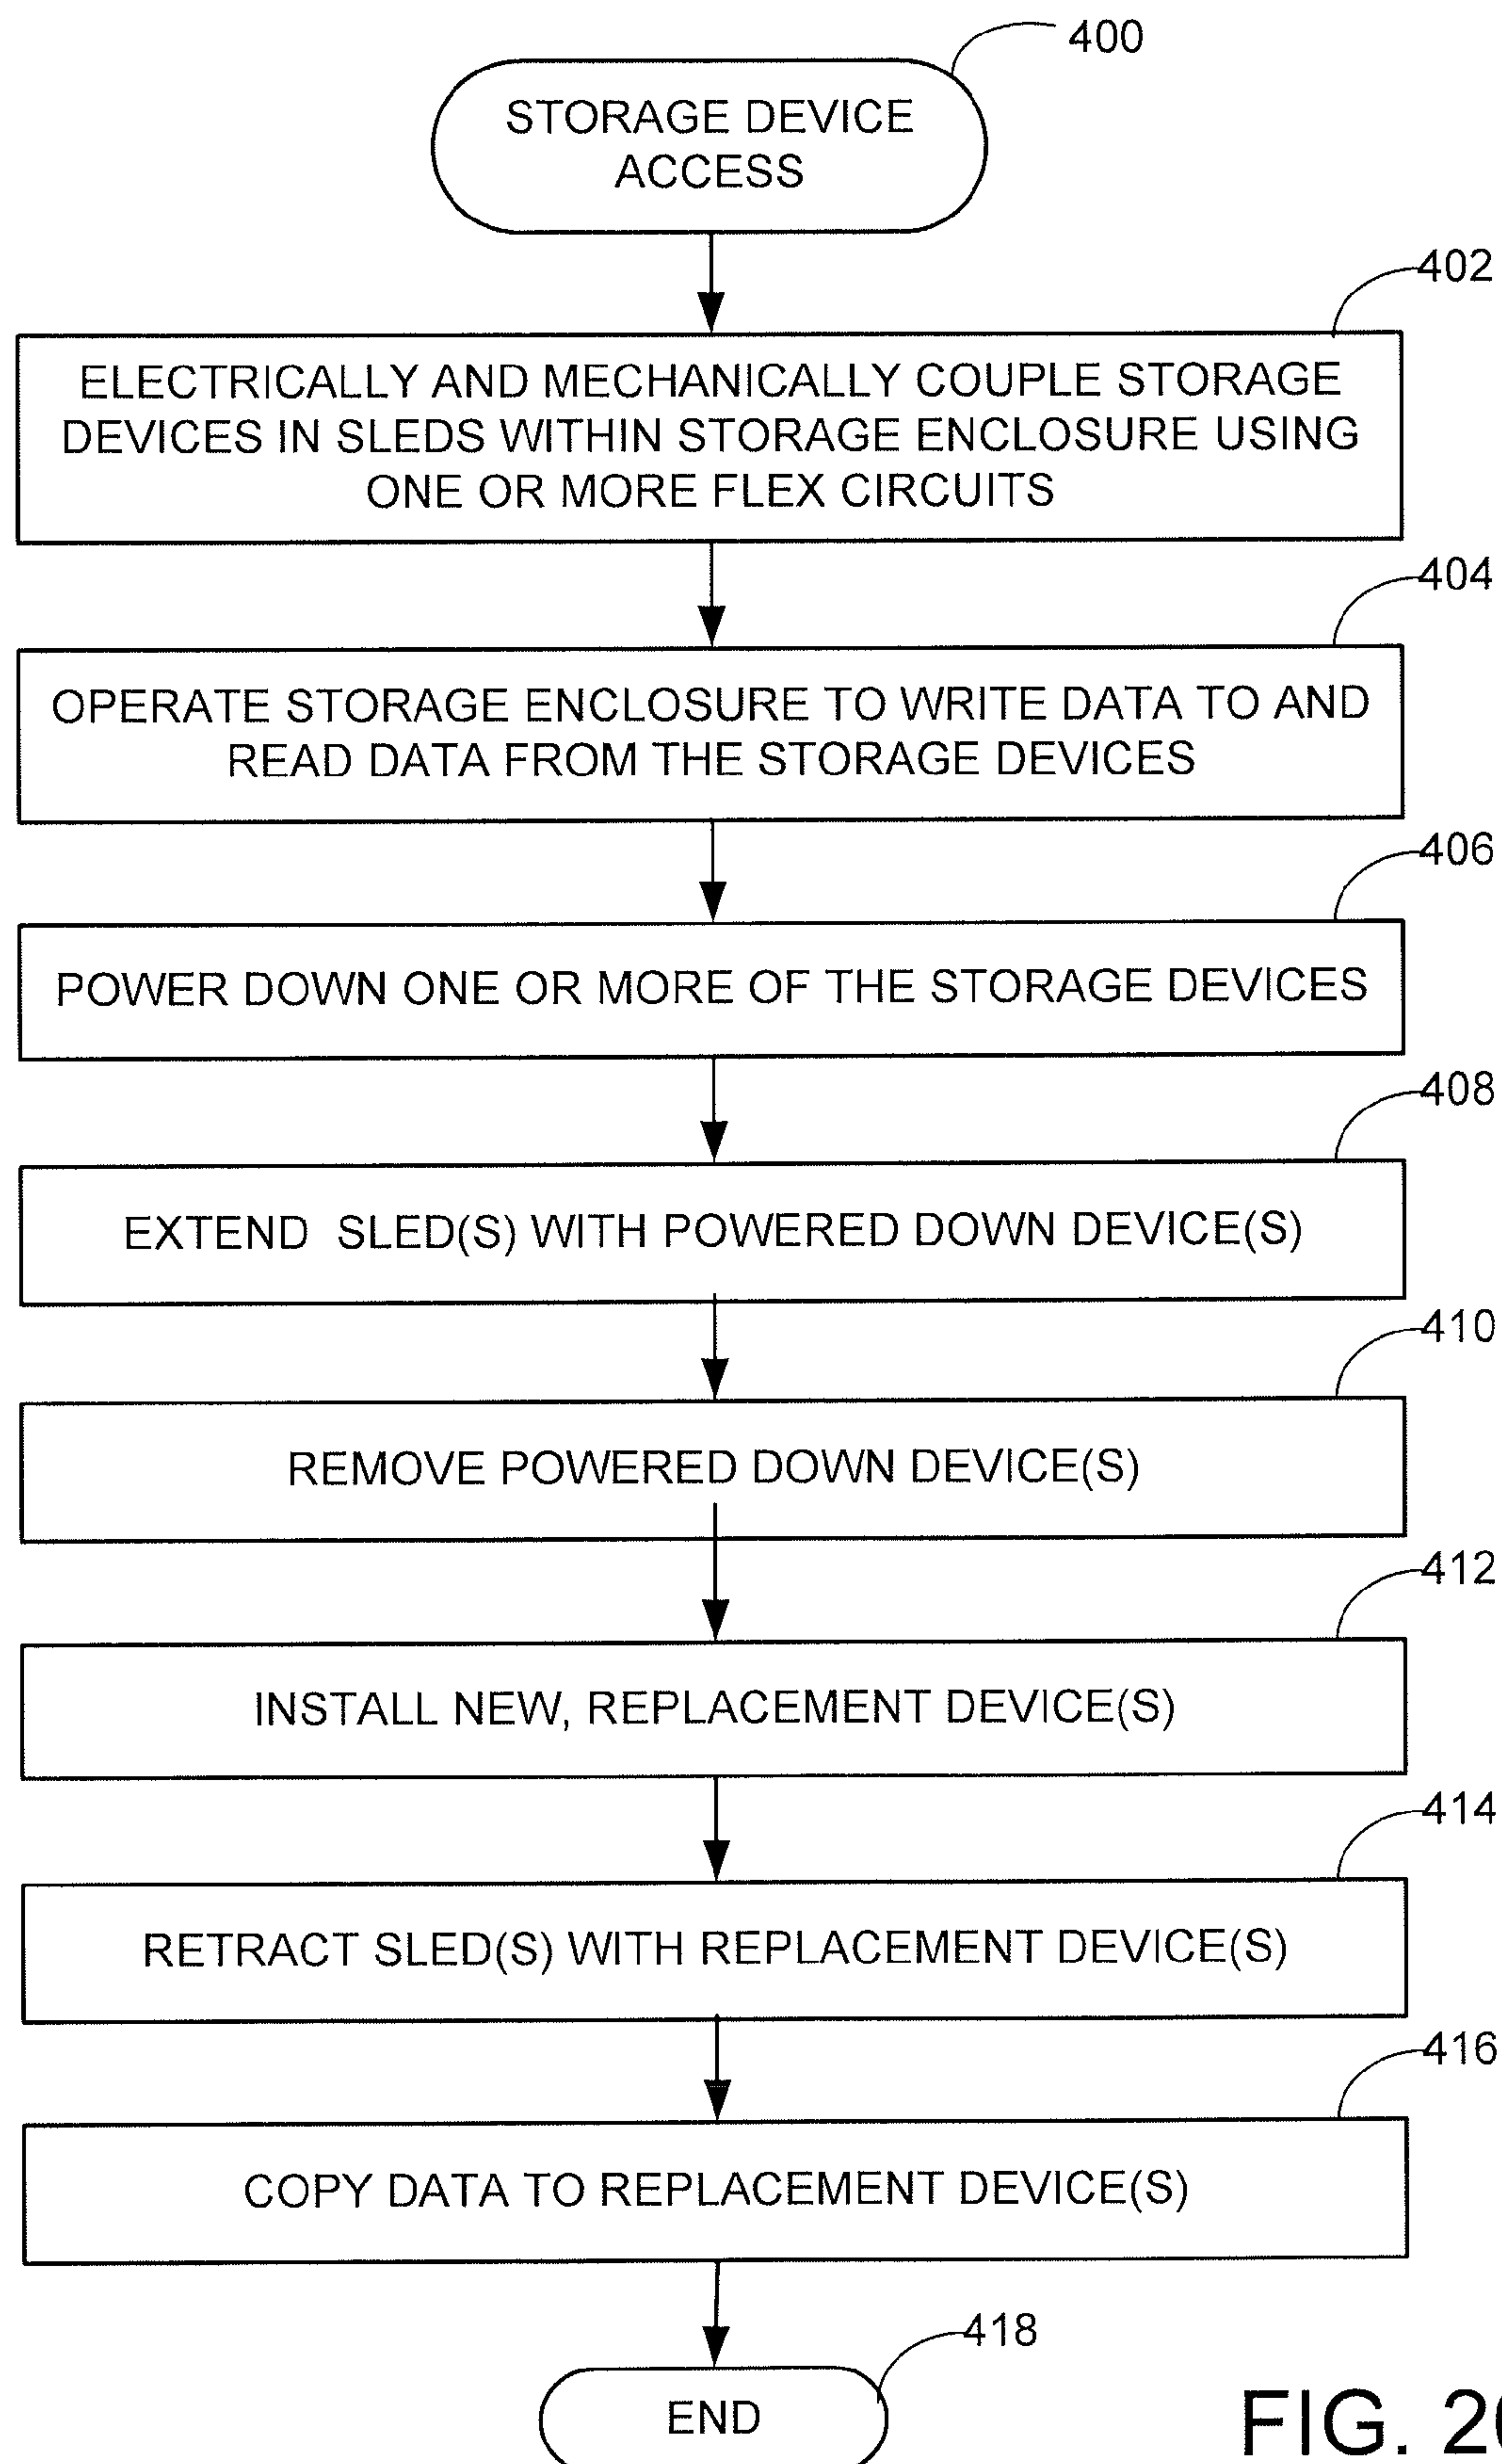 400
STORAGE DEVICE
ACCESS
402
ELECTRICALLY AND MECHANICALLY COUPLE STORAGE
DEVICES IN SLEDS WITHIN STORAGE ENCLOSURE USING
ONE OR MORE FLEX CIRCUITS
404
OPERATE STORAGE ENCLOSURE TO WRITE DATA TO AND
READ DATA FROM THE STORAGE DEVICES
406
POWER DOWN ONE OR MORE OF THE STORAGE DEVICES
408
EXTEND SLED(S) WITH POWERED DOWN DEVICE(S)
410
REMOVE POWERED DOWN DEVICE(S)
412
INSTALL NEW, REPLACEMENT DEVICE(S)
414
RETRACT SLED(S) WITH REPLACEMENT DEVICE(S)
416
COPY DATA TO REPLACEMENT DEVICE(S)
418
END
FIG. 20